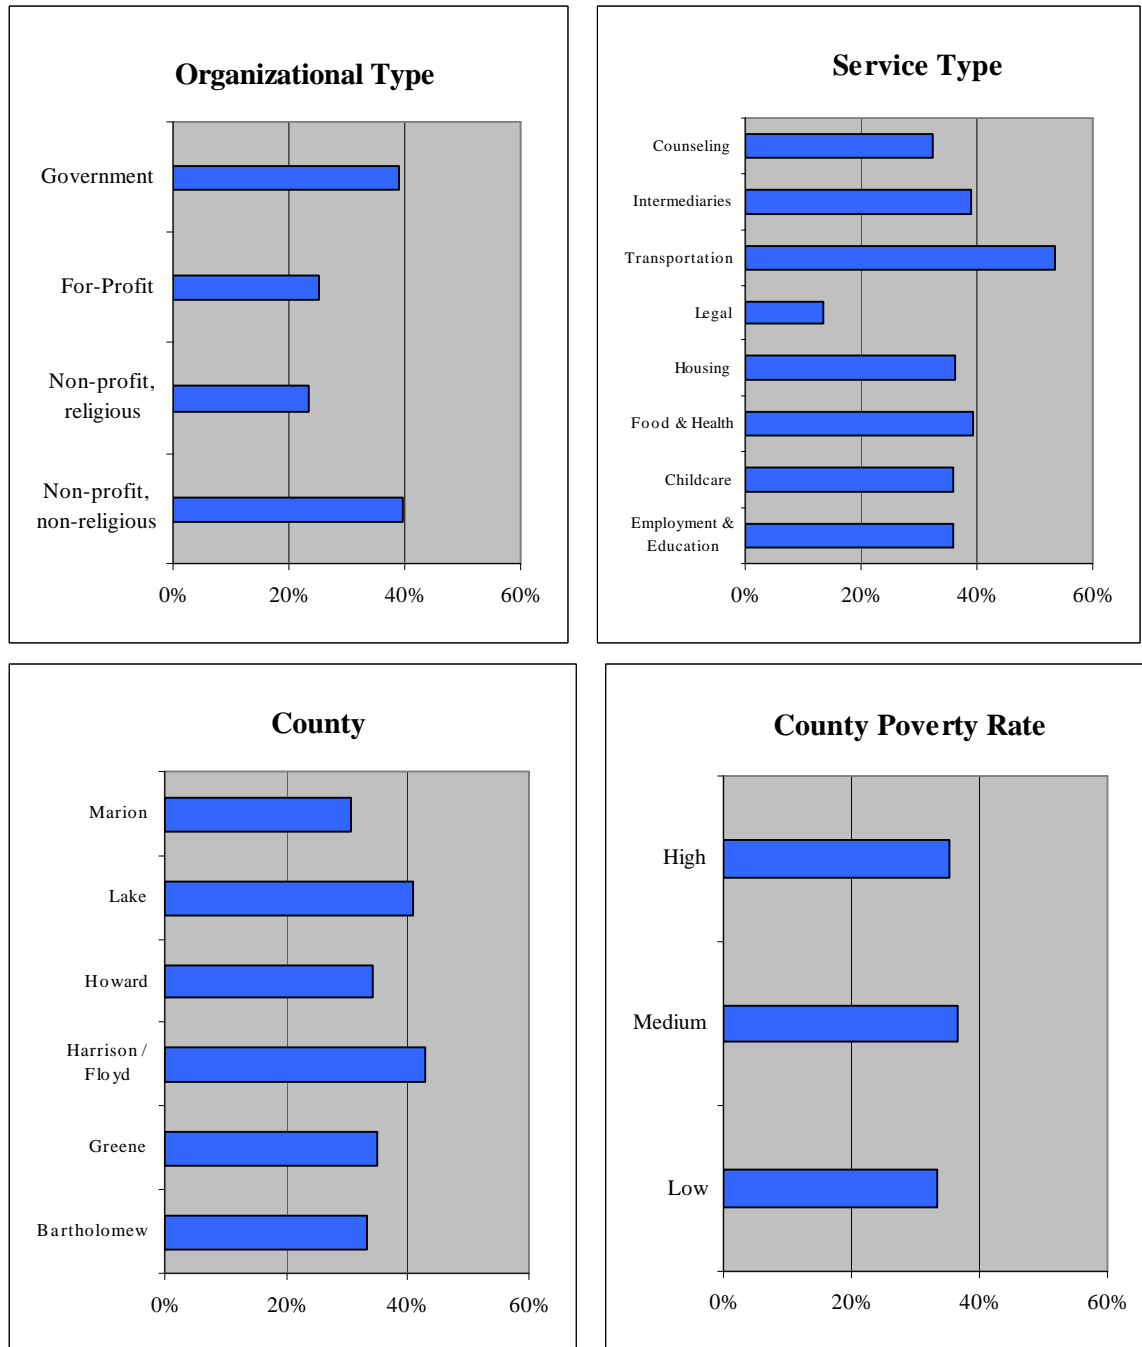 Organizational Type
Government
For-Profit
Non-profit,
religious
Non-profit,
non-religious
0% 20% 40% 60%
Service Type
Counseling
Intermediaries
Transportation
Legal
Housing
Food & Health
Childcare
Employment &
Education
0% 20% 40% 60%
County
Marion
Lake
Howard
Harrison /
Floyd
Greene
Bartholomew
0% 20% 40% 60%
County Poverty Rate
High
Medium
Low
0% 20% 40% 60%